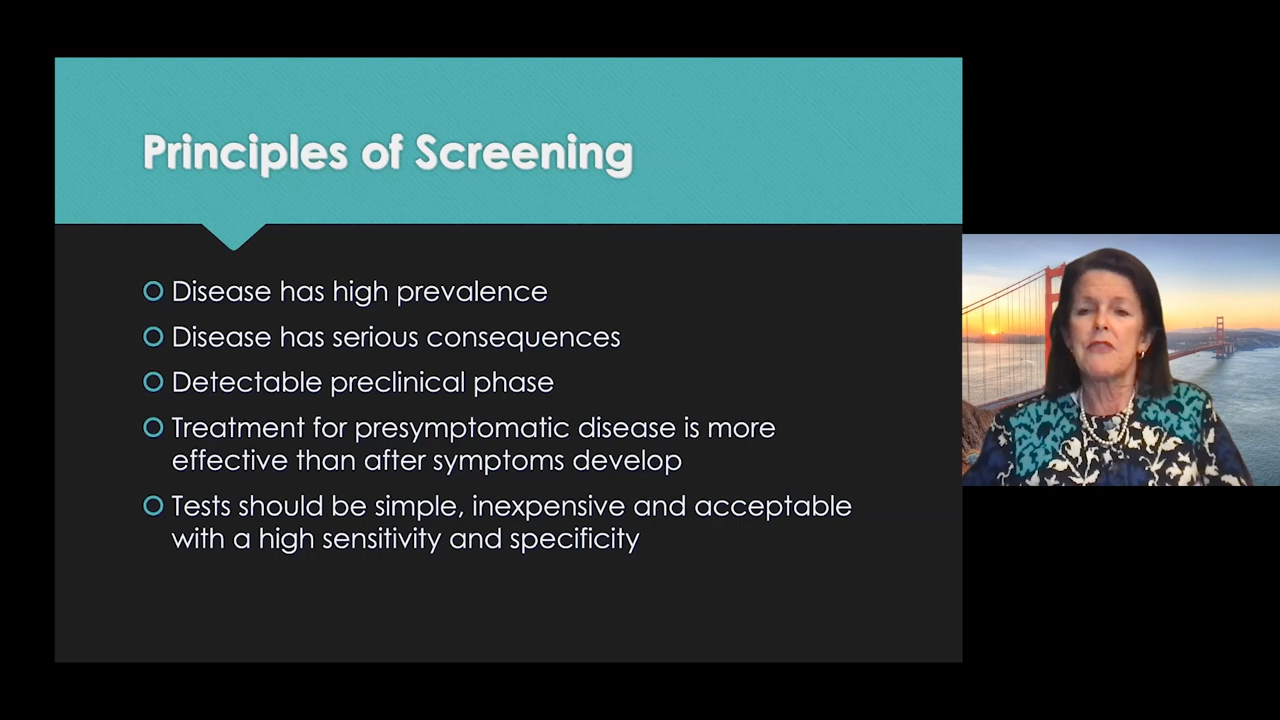 Principles of Screening
Disease has high prevalence
Disease has serious consequences
Detectable preclinical phase
Treatment for presymptomatic disease is more
effective than after symptoms develop
Tests should be simple, inexpensive and acceptable
with a high sensitivity and specificity